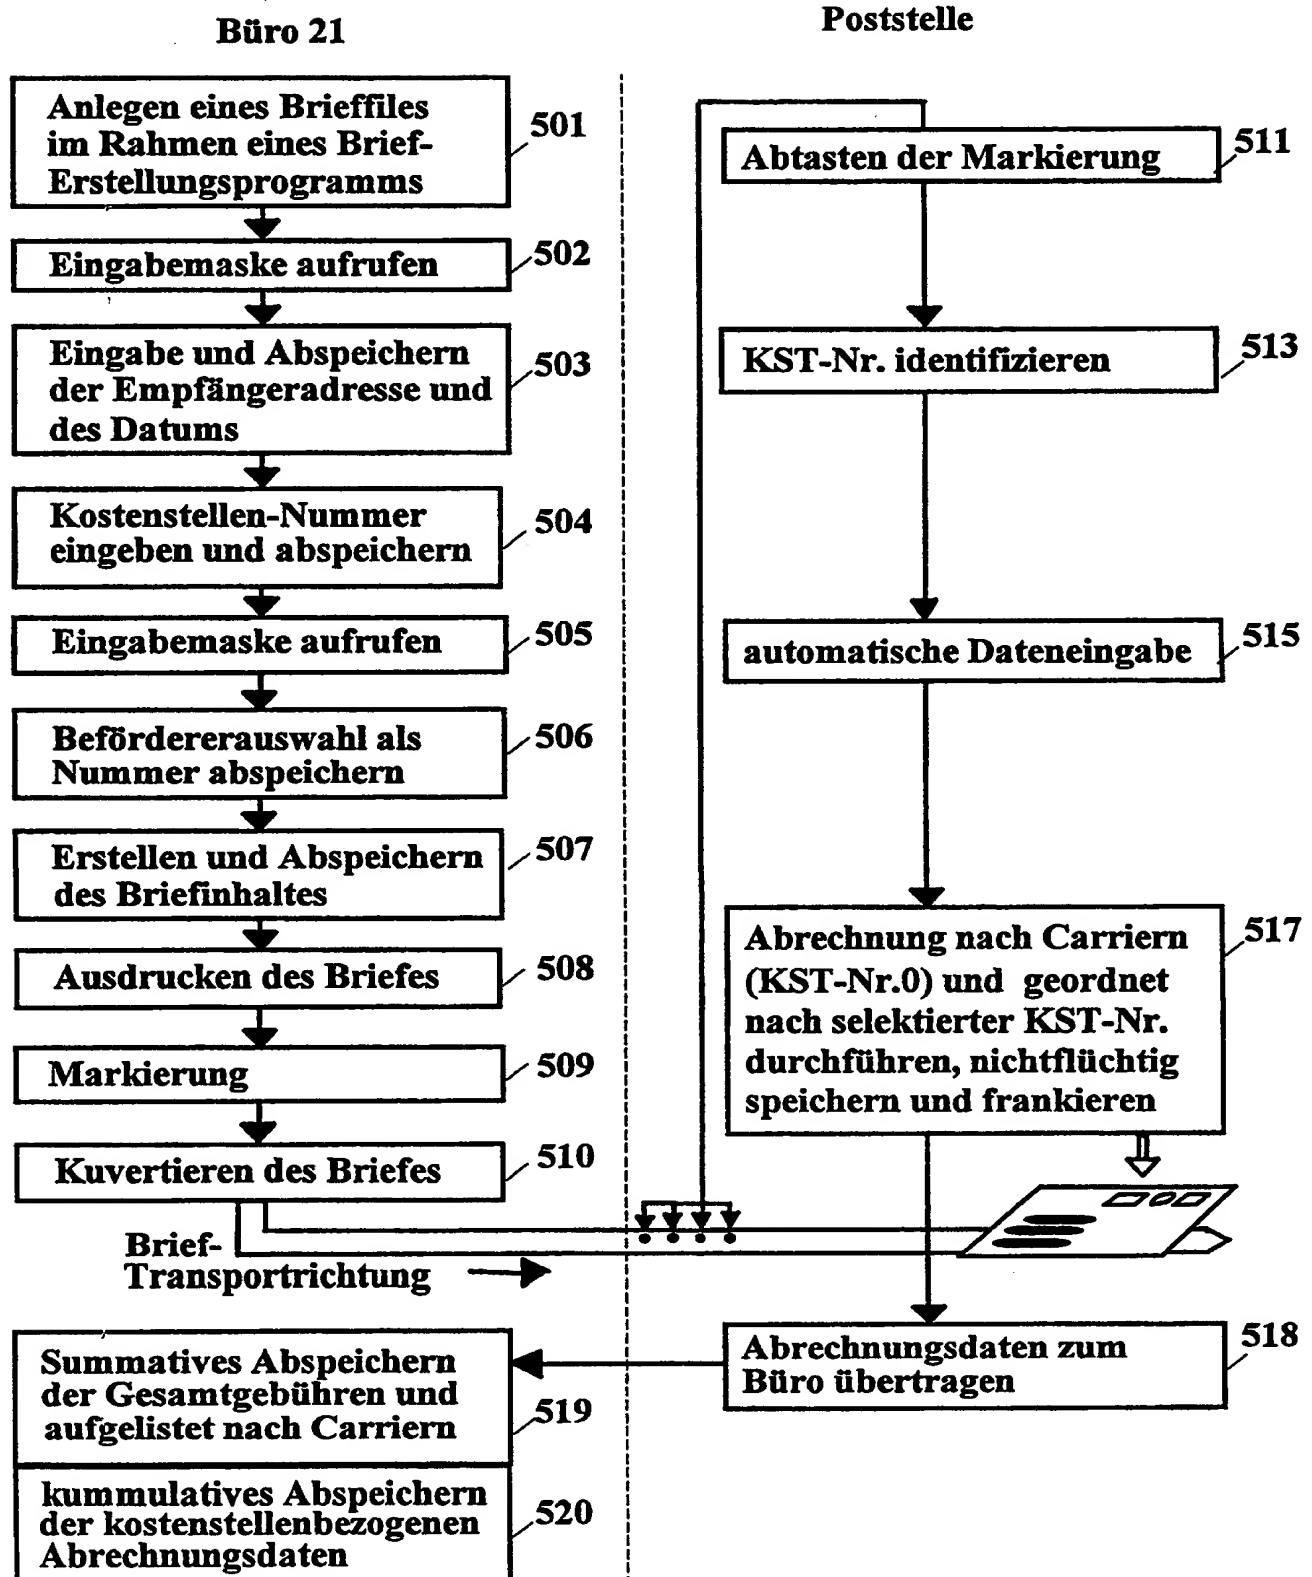 Büro 21
Anlegen eines Brieffiles
im Rahmen eines Brief-
Erstellungsprogramms
501
Eingabemaske aufrufen
502
Eingabe und Abspeichern
der Empfängeradresse und
des Datums
503
Kostenstellen-Nummer
eingeben und abspeichern
504
Eingabemaske aufrufen
505
Befördererauswahl als
Nummer abspeichern
506
Erstellen und Abspeichern
des Briefinhaltes
507
Ausdrucken des Briefes
508
Markierung
509
Kuvertieren des Briefes
510
Brief-
Transportrichtung
Summatives Abspeichern
der Gesamtgebühren und
aufgelistet nach Carriern
519
kummulatives Abspeichern
der kostenstellenbezogenen
Abrechnungsdaten
520
Poststelle
Abtasten der Markierung
511
KST-Nr. identifizieren
513
automatische Dateneingabe
515
Abrechnung nach Carriern
(KST-Nr.0) und geordnet
nach selektierter KST-Nr.
durchführen, nichtflüchtig
speichern und frankieren
517
Abrechnungsdaten zum
Büro übertragen
518